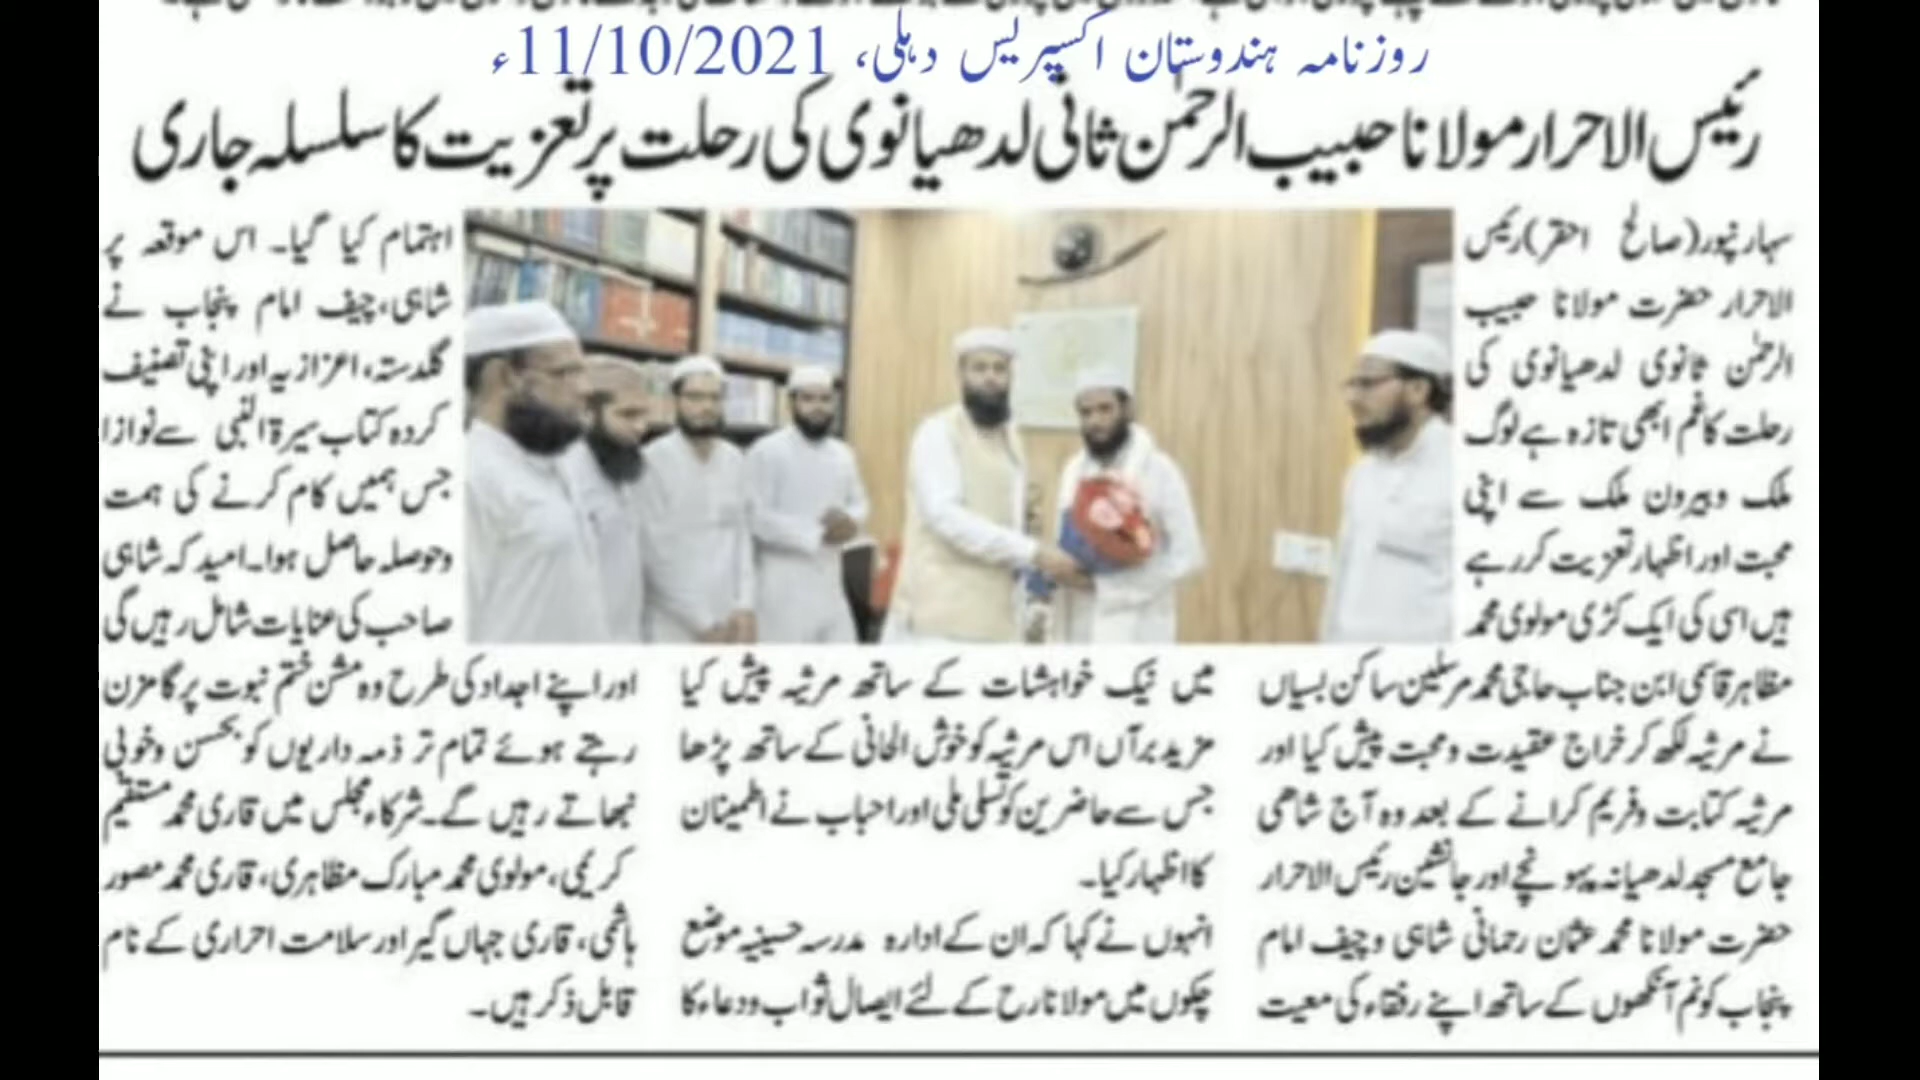 روزنامہ ہندوستان ایکسپریس دہلی، 11/10/2021ء
رئیس الاحرار مولانا حبیب الرحمٰن ثانی لدھیانوی کی رحلت پر تعزیت کا سلسلہ جاری
سہارنپور (صالح احقر) رئیس
الاحرار حضرت مولانا حبیب
الرحمٰن ثانوی لدھیانوی کی
رحلت کا غم ابھی تازہ ہے لوگ
ملک وبیرون ملک سے اپنی
محبت اور اظہار تعزیت کر رہے
ہیں اسی کی ایک کڑی مولوی محمد
مظاہر قاسمی ابن جناب حاجی محمد مرسلین ساکن بسیاں
نے مرثیہ لکھ کر خراج عقیدت ومحبت پیش کیا اور
مرثیہ کتابت وفریم کرانے کے بعد وہ آج شاھی
جامع مسجد لدھیانہ پہونچے اور جانشین رئیس الاحرار
حضرت مولانا محمد عثمان رحمانی شاہی وچیف امام
پنجاب کو نم آنکھوں کے ساتھ اپنے رفقاء کی معیت
میں نیک خواہشات کے ساتھ مرثیہ پیش کیا
مزید برآں اس مرثیہ کو خوش الحانی کے ساتھ پڑھا
جس سے حاضرین کو تسلی ملی اور احباب نے اطمینان
کا اظہار کیا۔
انہوں نے کہا کہ ان کے ادارہ مدرسہ حسینیہ موضع
چکوں میں مولانا رح کے لئے ایصال ثواب ودعاء کا
اہتمام کیا گیا۔ اس موقعہ پر
شاہی، چیف امام پنجاب نے
گلدستہ، اعزازیہ اور اپنی تصنیف
کردہ کتاب سیرۃ النبی سے نوازا
جس ہمیں کام کرنے کی ہمت
وحوصلہ حاصل ہوا۔ امید کہ شاہی
صاحب کی عنایات شامل رہیں گی
اور اپنے اجداد کی طرح وہ مشن ختم نبوت پر گامزن
رہتے ہوئے تمام تر ذمہ داریوں کو بحسن وخوبی
نبھاتے رہیں گے۔ شرکاء مجلس میں قاری محمد مستقیم
کریمی، مولوی محمد مبارک مظاہری، قاری محمد مصور
ہاشمی، قاری جہاں گیر اور سلامت احراری کے نام
قابل ذکر ہیں۔